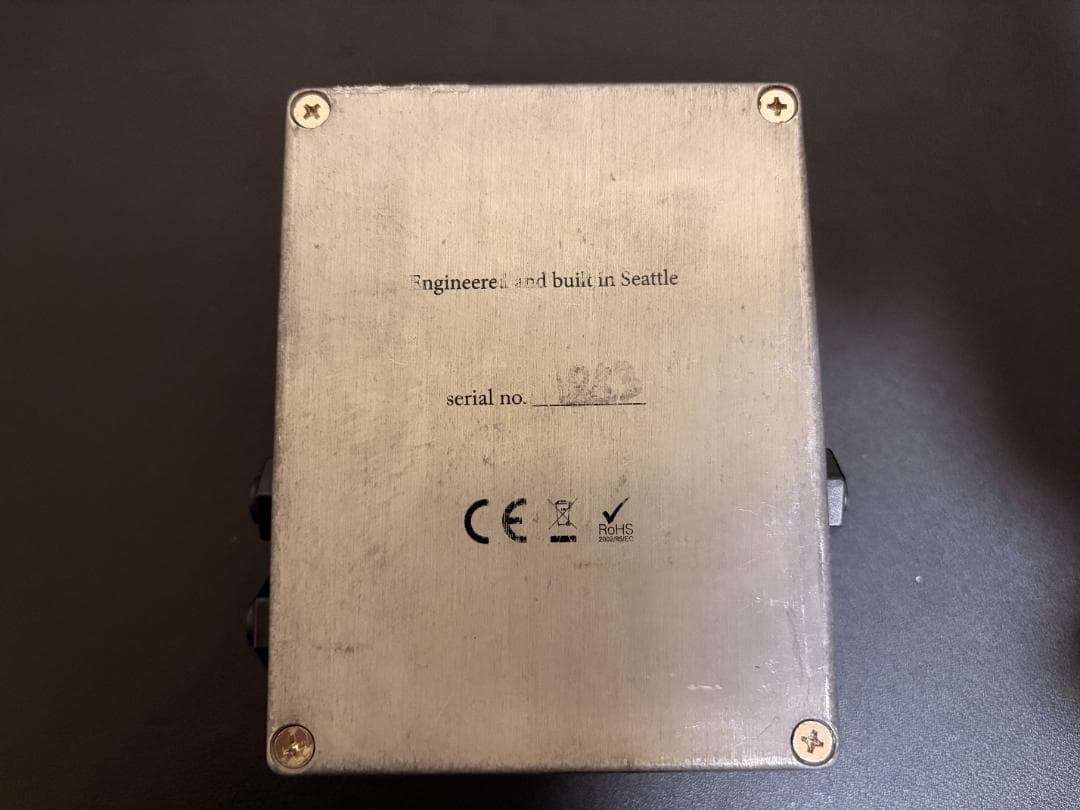 Engineered and built in Seattle
serial no.
CE
RoHS
2002/95/EC